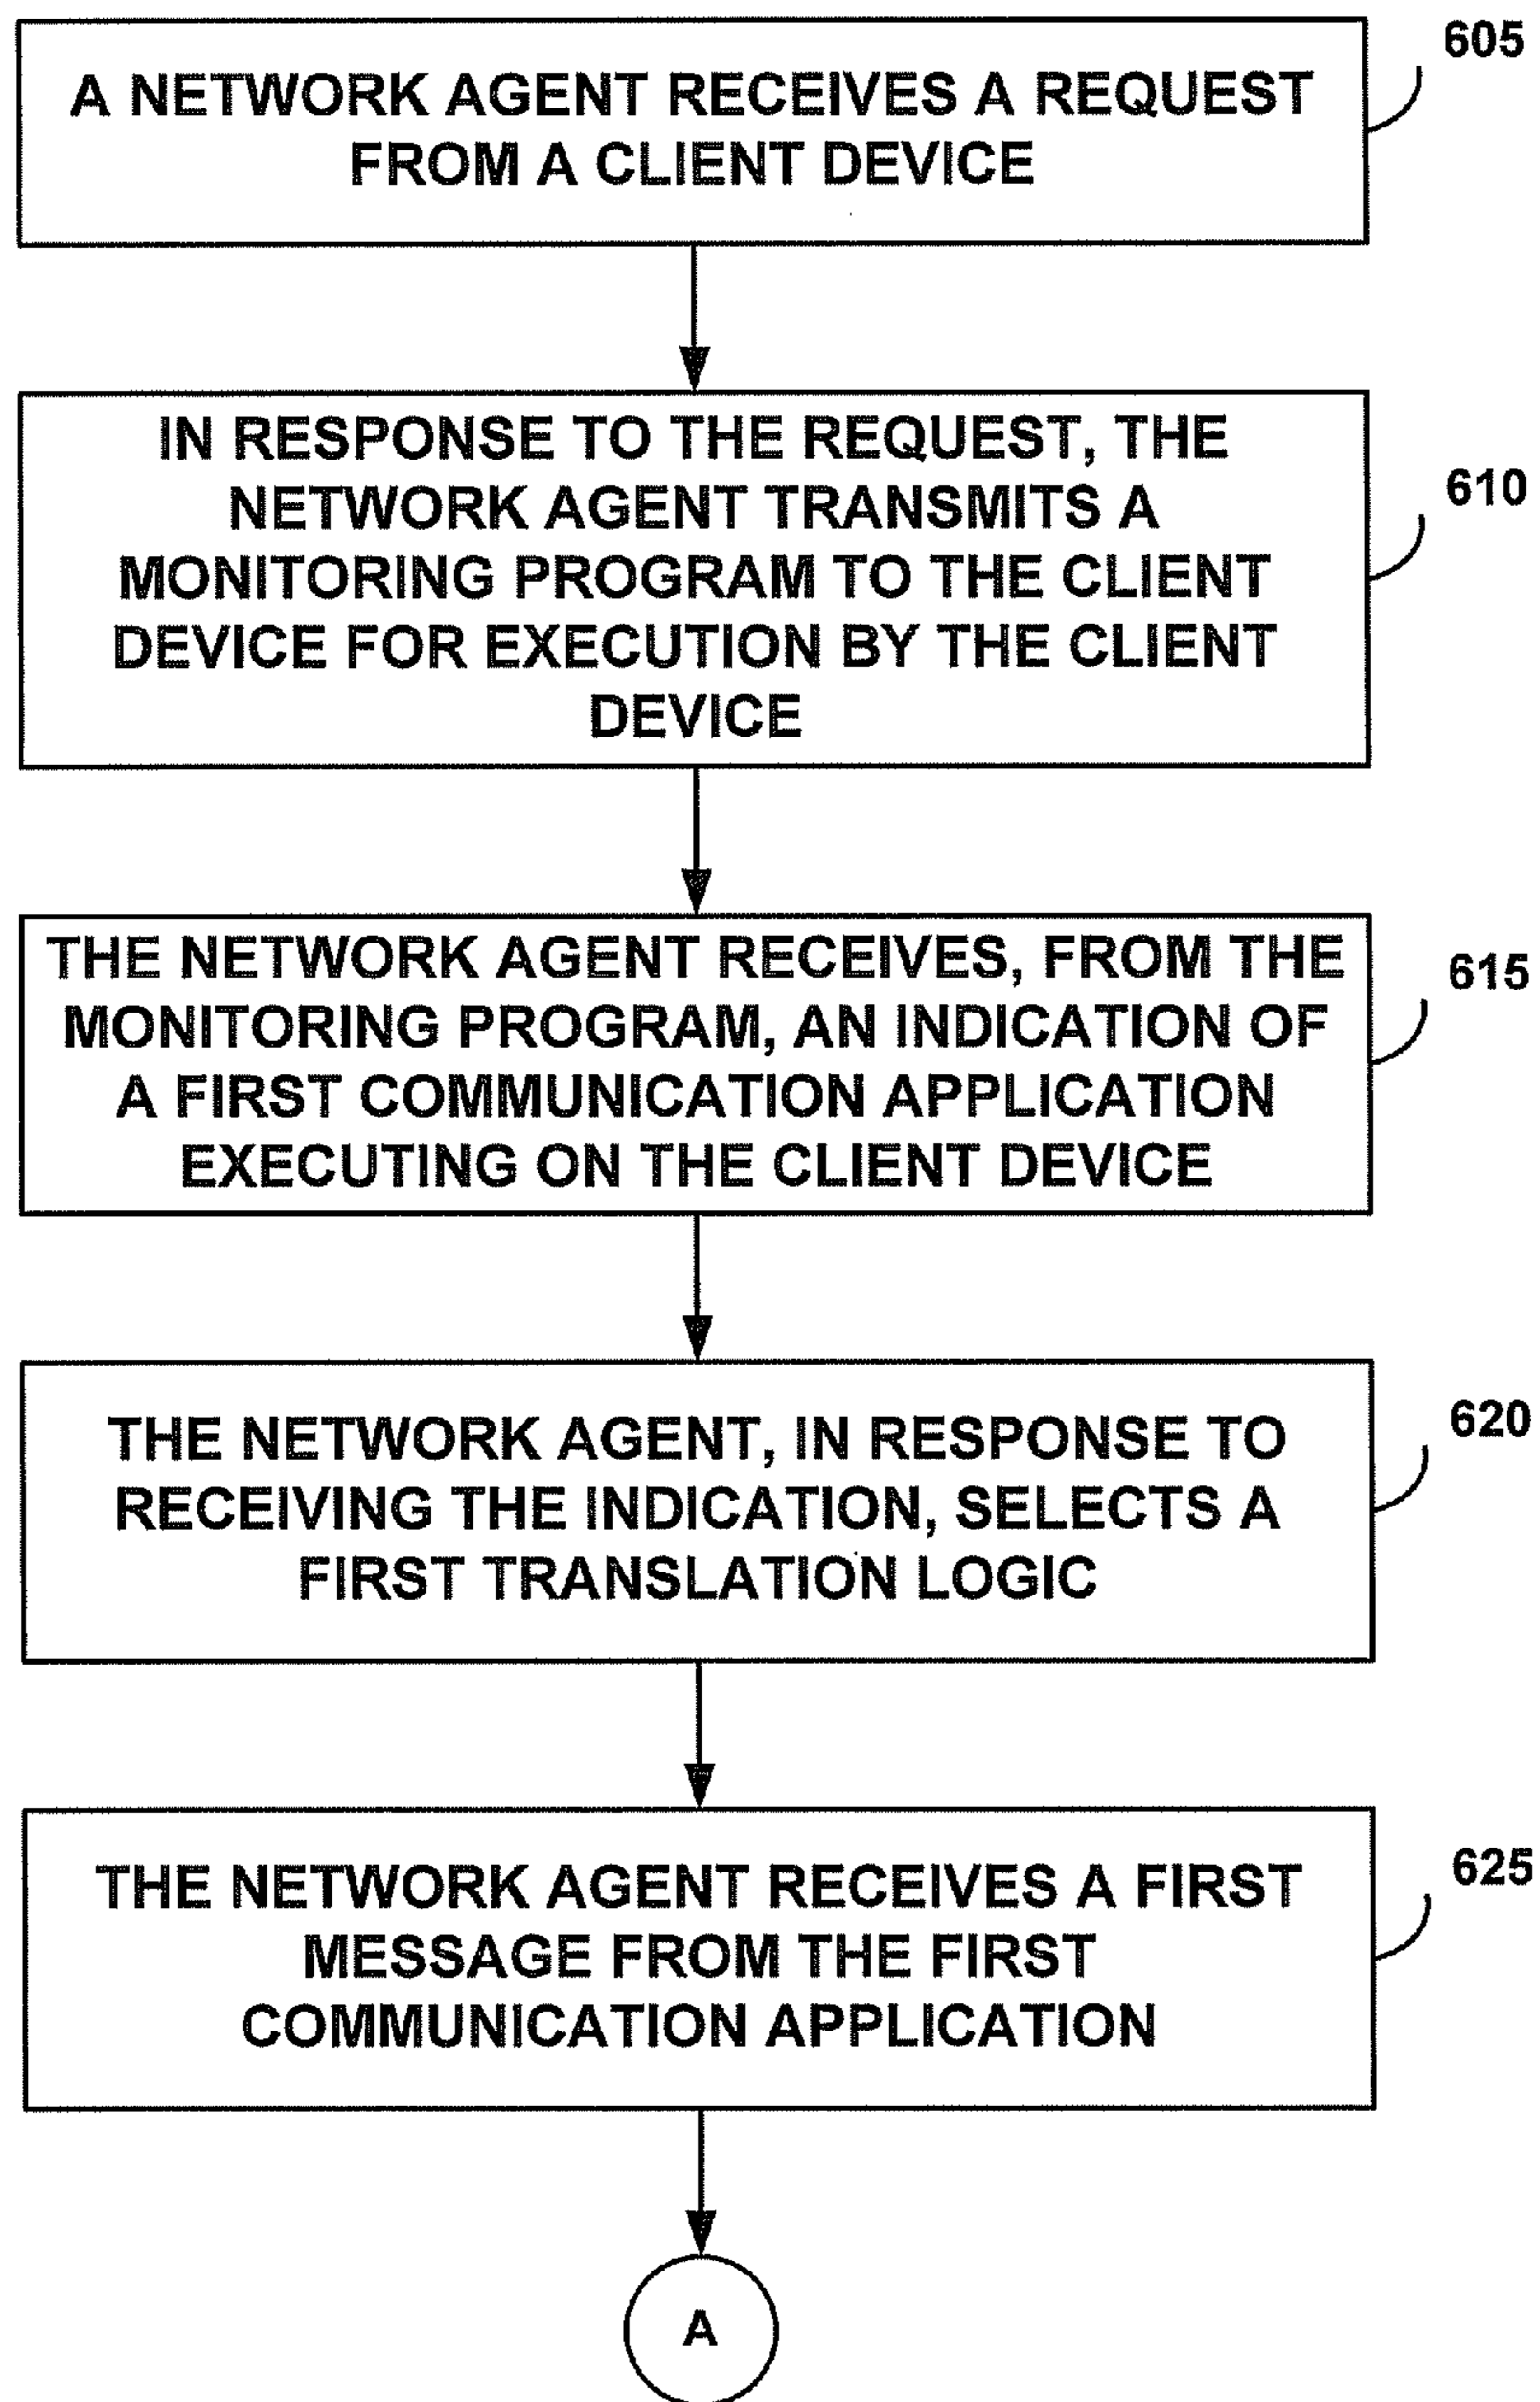 605
A NETWORK AGENT RECEIVES A REQUEST
FROM A CLIENT DEVICE
610
IN RESPONSE TO THE REQUEST, THE
NETWORK AGENT TRANSMITS A
MONITORING PROGRAM TO THE CLIENT
DEVICE FOR EXECUTION BY THE CLIENT
DEVICE
615
THE NETWORK AGENT RECEIVES, FROM THE
MONITORING PROGRAM, AN INDICATION OF
A FIRST COMMUNICATION APPLICATION
EXECUTING ON THE CLIENT DEVICE
620
THE NETWORK AGENT, IN RESPONSE TO
RECEIVING THE INDICATION, SELECTS A
FIRST TRANSLATION LOGIC
625
THE NETWORK AGENT RECEIVES A FIRST
MESSAGE FROM THE FIRST
COMMUNICATION APPLICATION
A